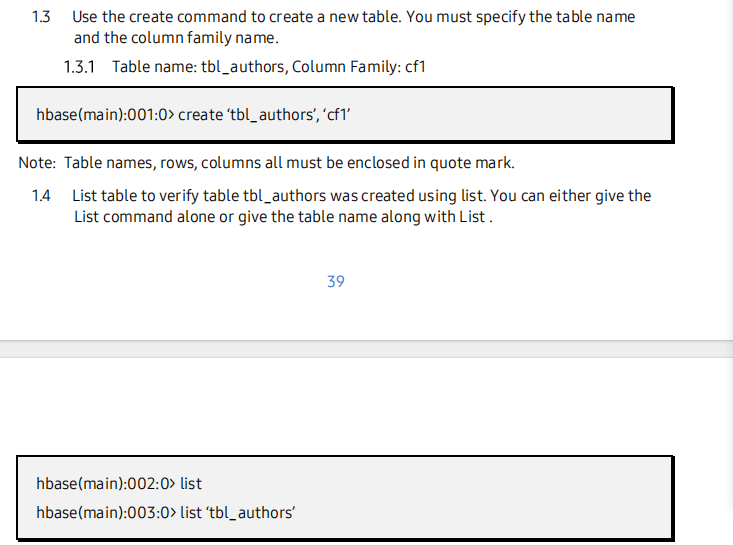 1.3 Use the create command to create a new table. You must specify the table name
and the column family name.
1.3.1 Table name: tbl_authors, Column Family: cf1
hbase(main):001:0> create ‘tbl_authors’, ‘cf1’
Note: Table names, rows, columns all must be enclosed in quote mark.
1.4 List table to verify table tbl_authors was created using list. You can either give the
List command alone or give the table name along with List .
39
hbase(main):002:0> list
hbase(main):003:0> list ‘tbl_authors’